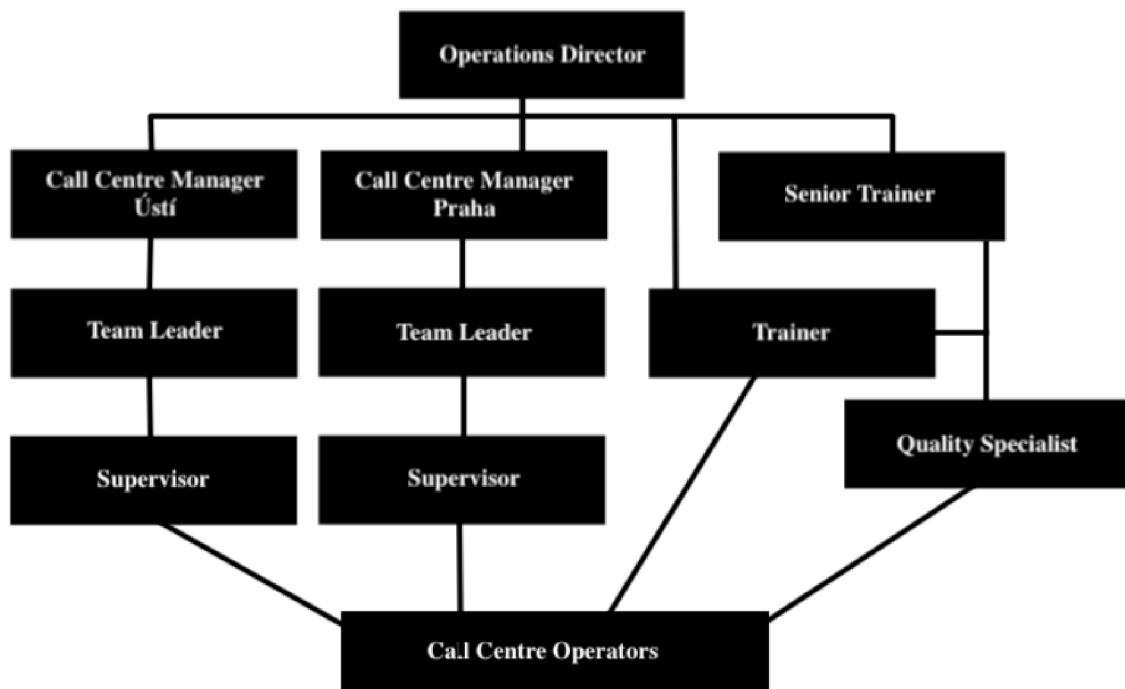 Operations Director
Call Centre Manager
Ústí
Call Centre Manager
Praha
Senior Trainer
Team Leader
Team Leader
Trainer
Quality Specialist
Supervisor
Supervisor
Call Centre Operators